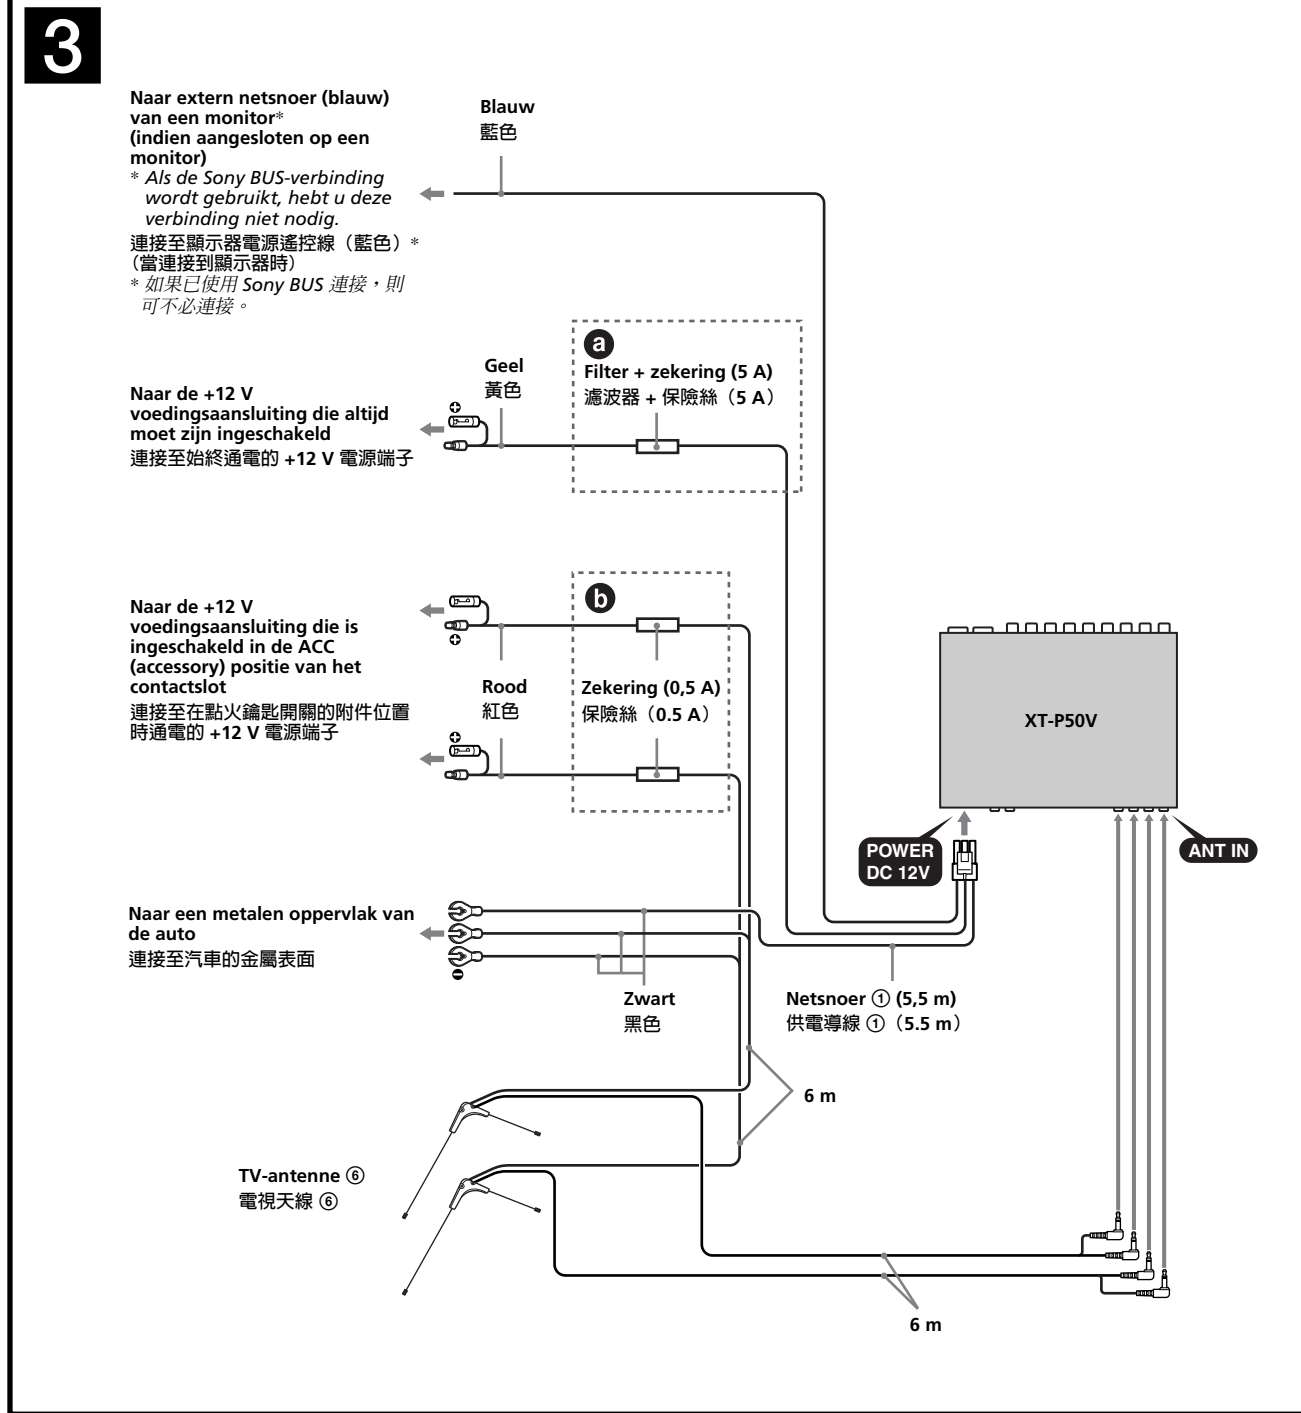 3
Naar extern netsnoer (blauw)
van een monitor*
(indien aangesloten op een
monitor)
* Als de Sony BUS-verbinding
wordt gebruikt, hebt u deze
verbinding niet nodig.
連接至顯示器電源遙控線（藍色）*
（當連接到顯示器時）
* 如果已使用 Sony BUS 連接，則
可不必連接。
Blauw
藍色
Naar de +12 V
voedingsaansluiting die altijd
moet zijn ingeschakeld
連接至始終通電的 +12 V 電源端子
Geel
黃色
a
Filter + zekering (5 A)
濾波器 + 保險絲（5 A）
Naar de +12 V
voedingsaansluiting die is
ingeschakeld in de ACC
(accessory) positie van het
contactslot
連接至在點火鑰匙開關的附件位置
時通電的 +12 V 電源端子
Rood
紅色
b
Zekering (0,5 A)
保險絲（0.5 A）
XT-P50V
POWER
DC 12V
ANT IN
Naar een metalen oppervlak van
de auto
連接至汽車的金屬表面
Zwart
黑色
Netsnoer ① (5,5 m)
供電導線 ①（5.5 m）
6 m
TV-antenne ⑥
電視天線 ⑥
6 m